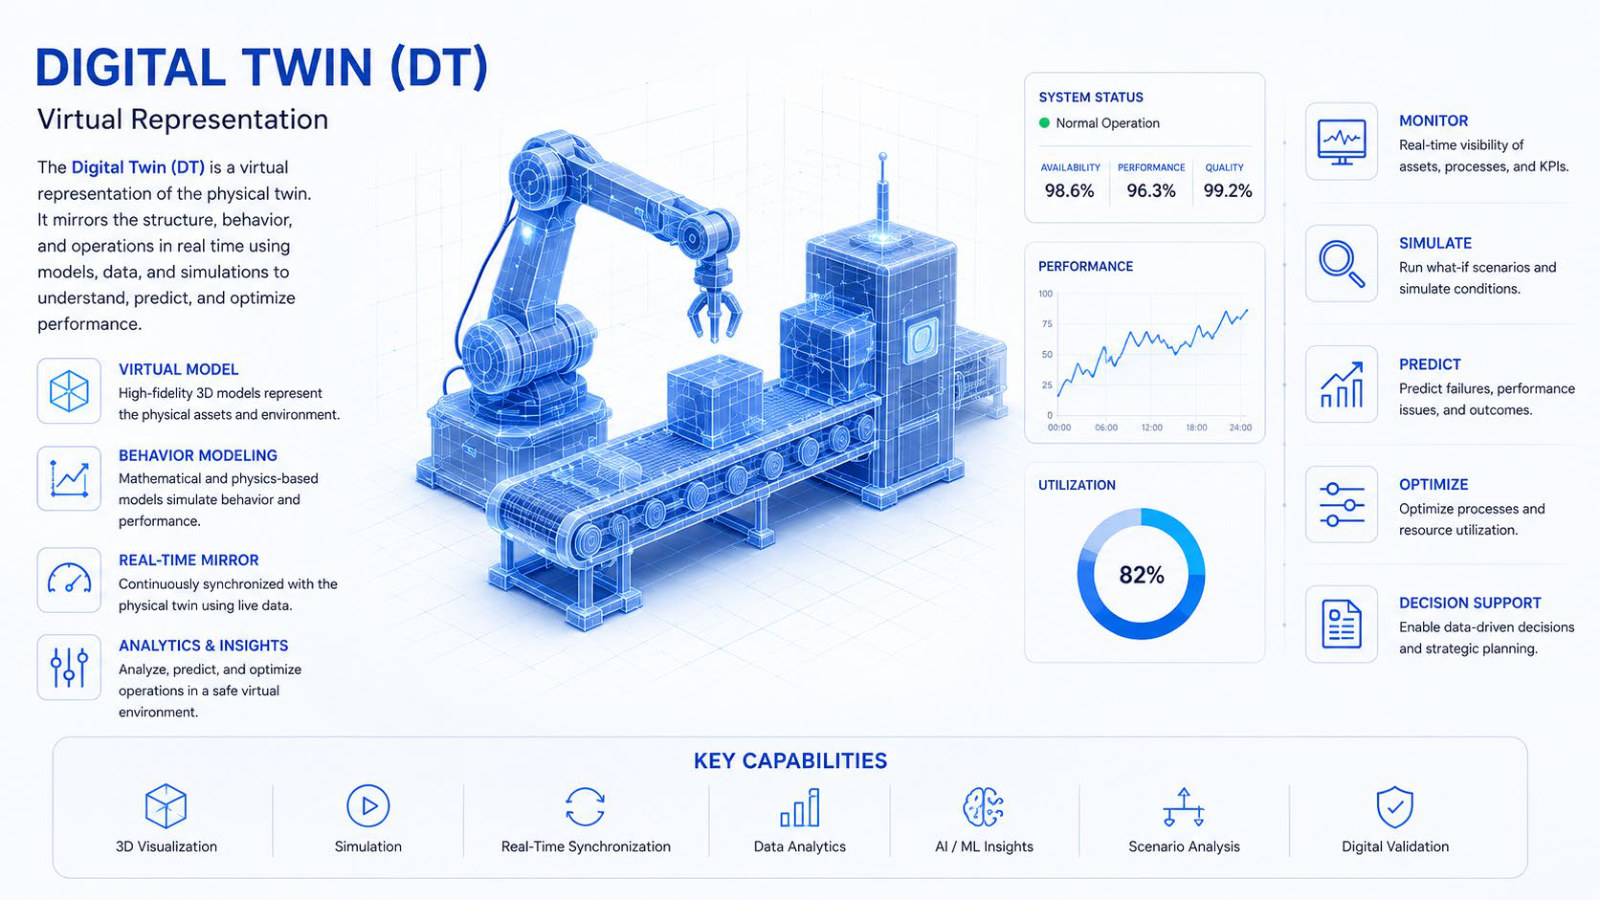 DIGITAL TWIN (DT)
Virtual Representation
The Digital Twin (DT) is a virtual
representation of the physical twin.
It mirrors the structure, behavior,
and operations in real time using
models, data, and simulations to
understand, predict, and optimize
performance.
VIRTUAL MODEL
High-fidelity 3D models represent
the physical assets and environment.
BEHAVIOR MODELING
Mathematical and physics-based
models simulate behavior and
performance.
REAL-TIME MIRROR
Continuously synchronized with the
physical twin using live data.
ANALYTICS & INSIGHTS
Analyze, predict, and optimize
operations in a safe virtual
environment.
SYSTEM STATUS
Normal Operation
AVAILABILITY PERFORMANCE QUALITY
98.6% 96.3% 99.2%
PERFORMANCE
100
75
50
25
0
00:00 06:00 12:00 18:00 24:00
UTILIZATION
82%
MONITOR
Real-time visibility of
assets, processes, and KPIs.
SIMULATE
Run what-if scenarios and
simulate conditions.
PREDICT
Predict failures, performance
issues, and outcomes.
OPTIMIZE
Optimize processes and
resource utilization.
DECISION SUPPORT
Enable data-driven decisions
and strategic planning.
KEY CAPABILITIES
3D Visualization
Simulation
Real-Time Synchronization
Data Analytics
AI / ML Insights
Scenario Analysis
Digital Validation